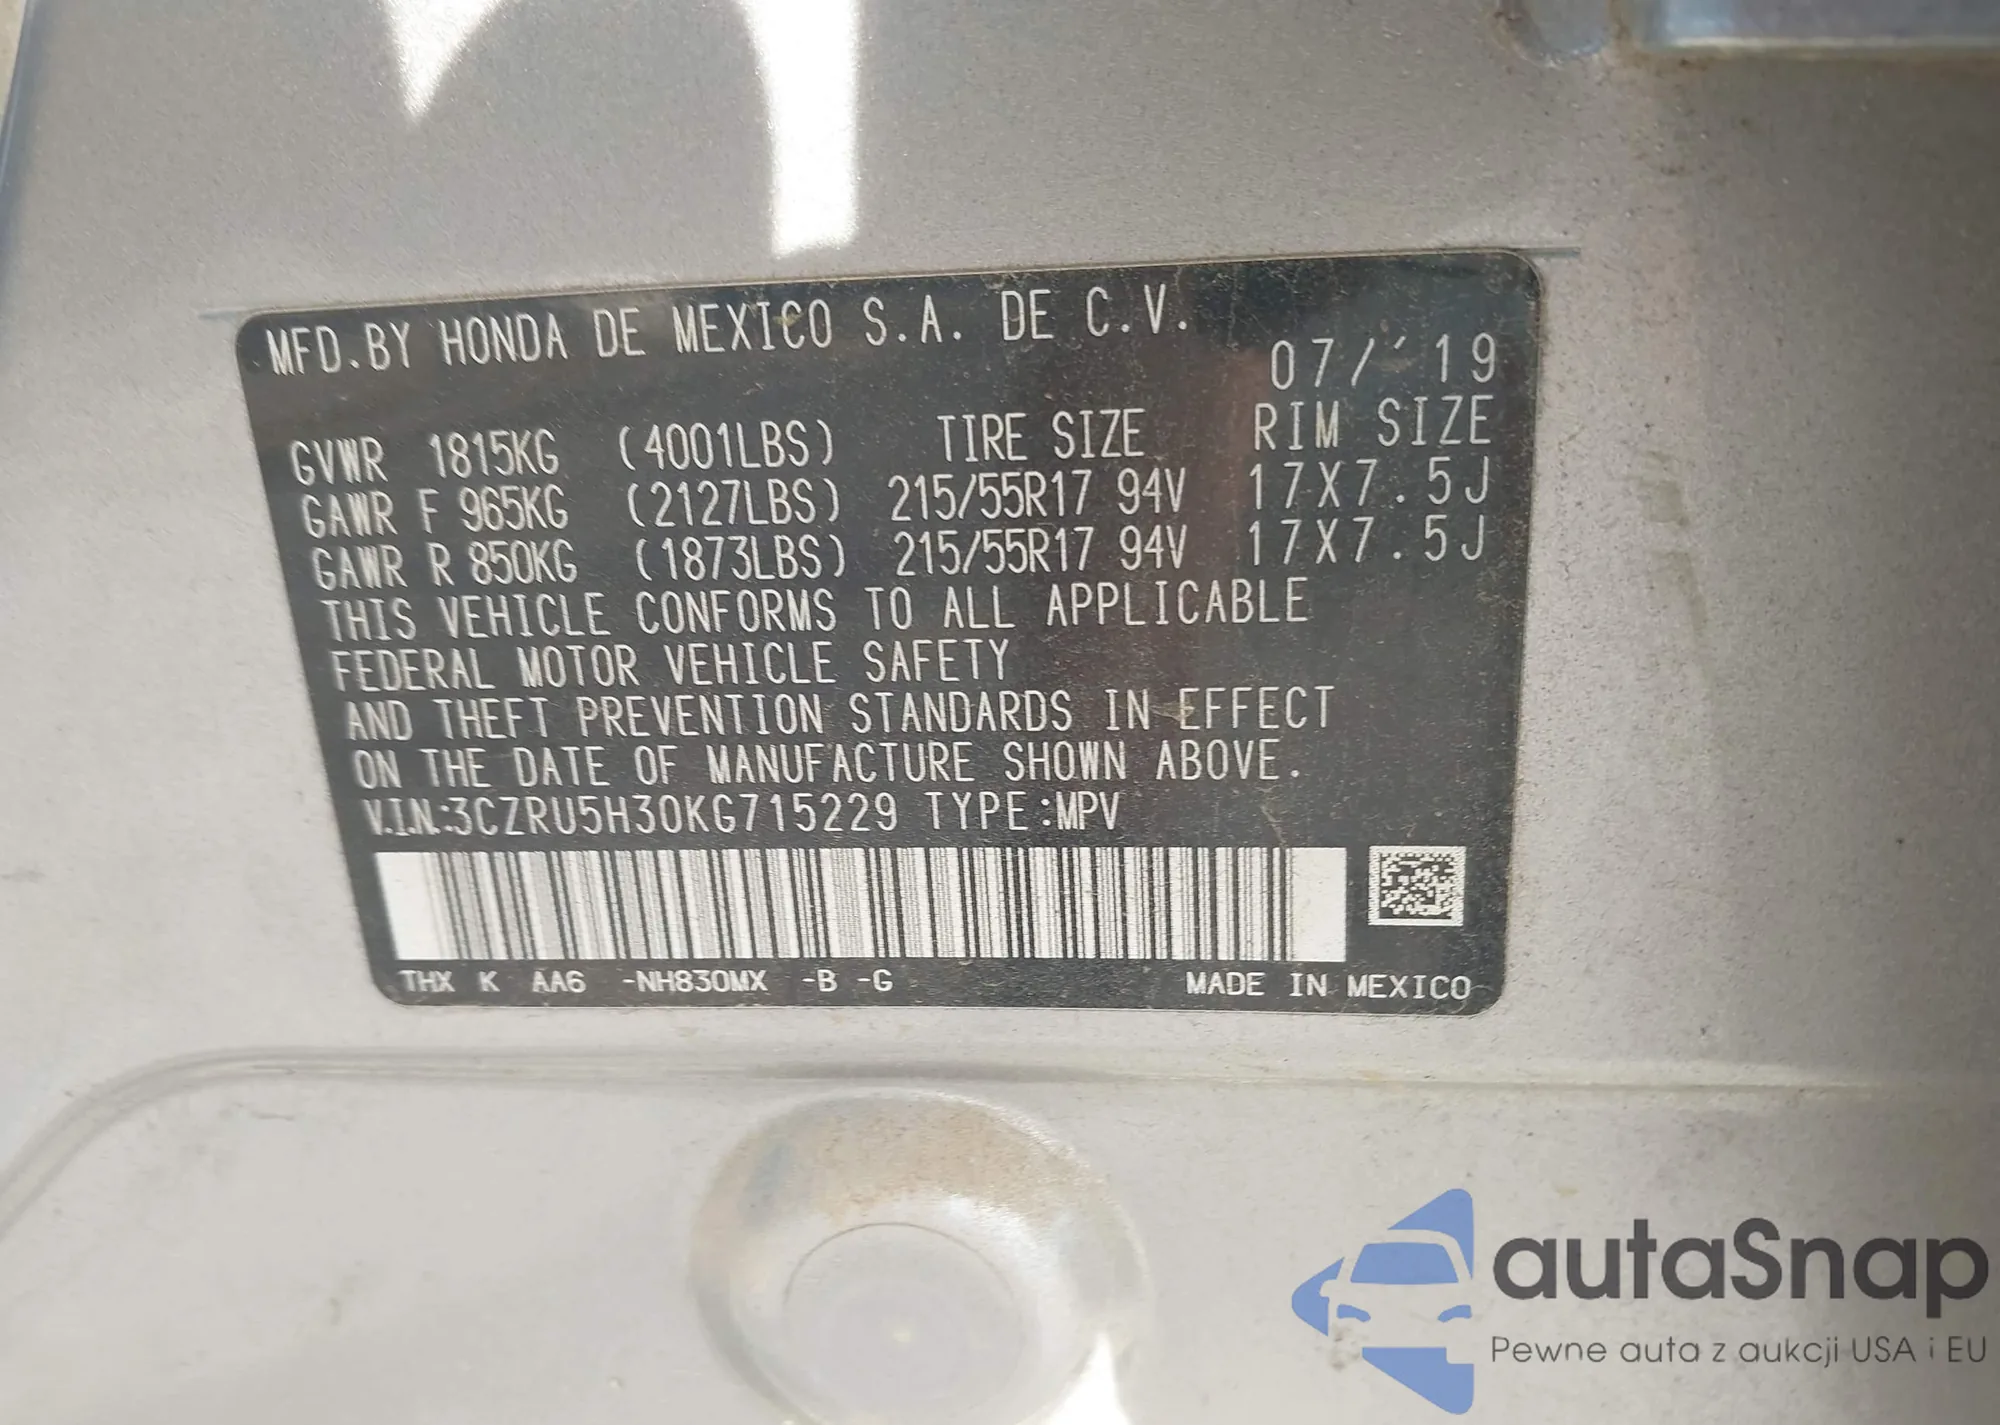 MFD.BY HONDA DE MEXICO S.A. DE C.V.
07/'19
GVWR 1815KG (4001LBS) TIRE SIZE RIM SIZE
GAWR F 965KG (2127LBS) 215/55R17 94V 17X7.5J
GAWR R 850KG (1873LBS) 215/55R17 94V 17X7.5J
THIS VEHICLE CONFORMS TO ALL APPLICABLE
FEDERAL MOTOR VEHICLE SAFETY
AND THEFT PREVENTION STANDARDS IN EFFECT
ON THE DATE OF MANUFACTURE SHOWN ABOVE.
V.I.N.:3CZRU5H30KG715229 TYPE:MPV
THX K AA6 -NH830MX -B -G MADE IN MEXICO
autaSnap
Pewne auta z aukcji USA i EU